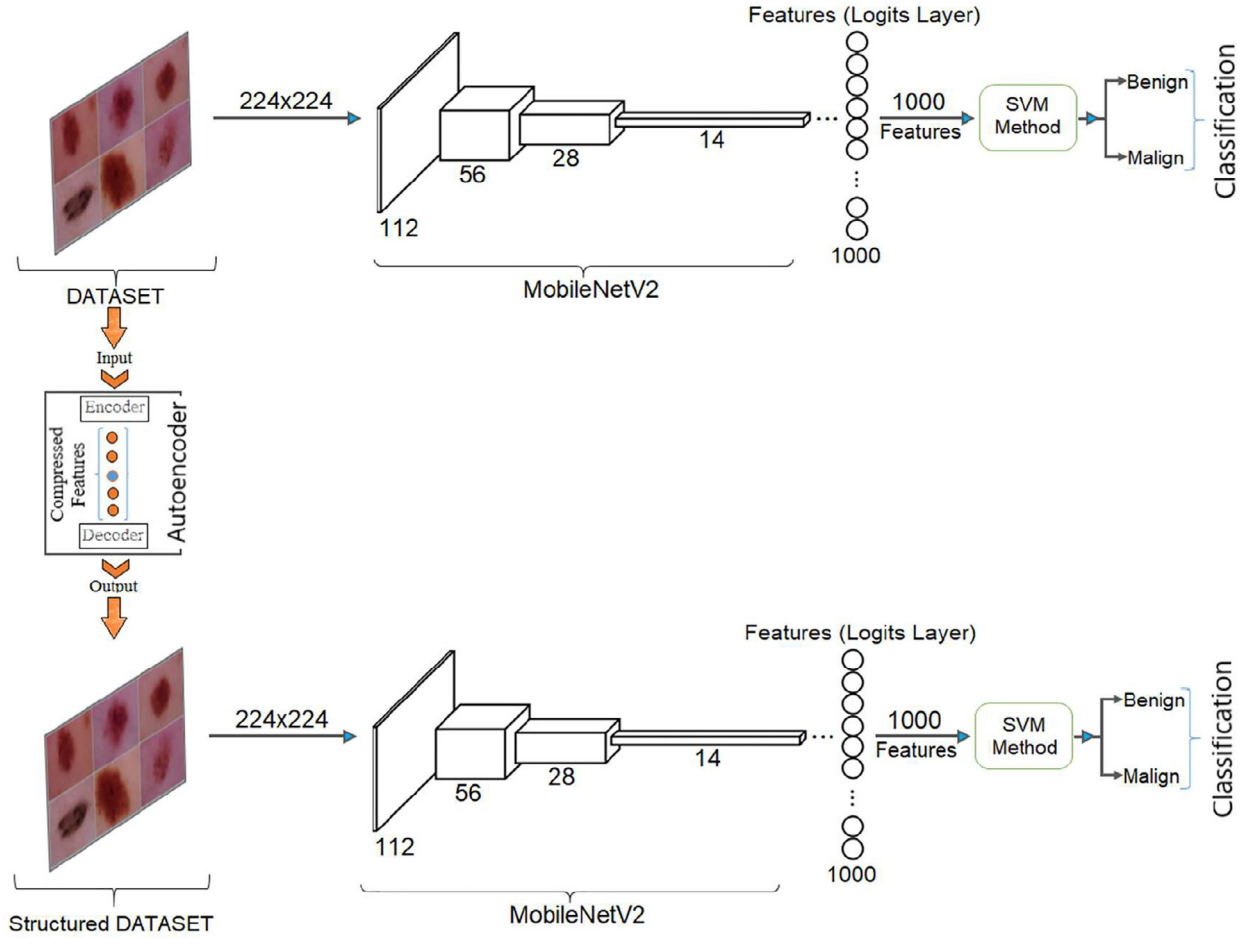 Features (Logits Layer)
224x224
112
56
28
14
...
...
1000
1000
Features
SVM
Method
Benign
Malign
Classification
DATASET
MobileNetV2
Input
Encoder
Compressed
Features
Decoder
Autoencoder
Output
Features (Logits Layer)
224x224
112
56
28
14
...
...
1000
1000
Features
SVM
Method
Benign
Malign
Classification
Structured DATASET
MobileNetV2